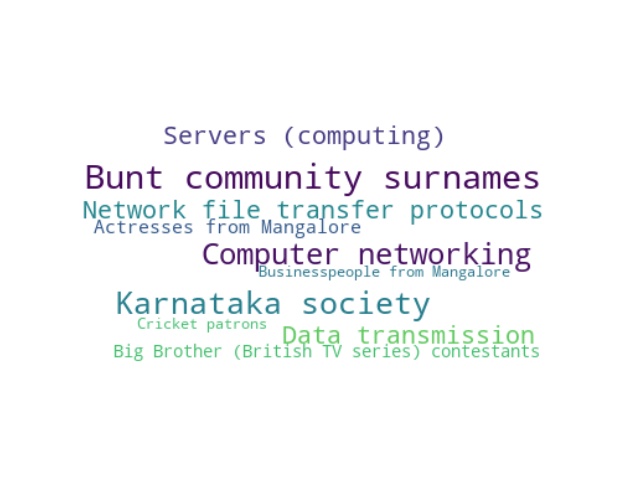 Servers (computing)
Bunt community surnames
Network file transfer protocols
Actresses from Mangalore
Computer networking
Businesspeople from Mangalore
Karnataka society
Cricket patrons
Data transmission
Big Brother (British TV series) contestants